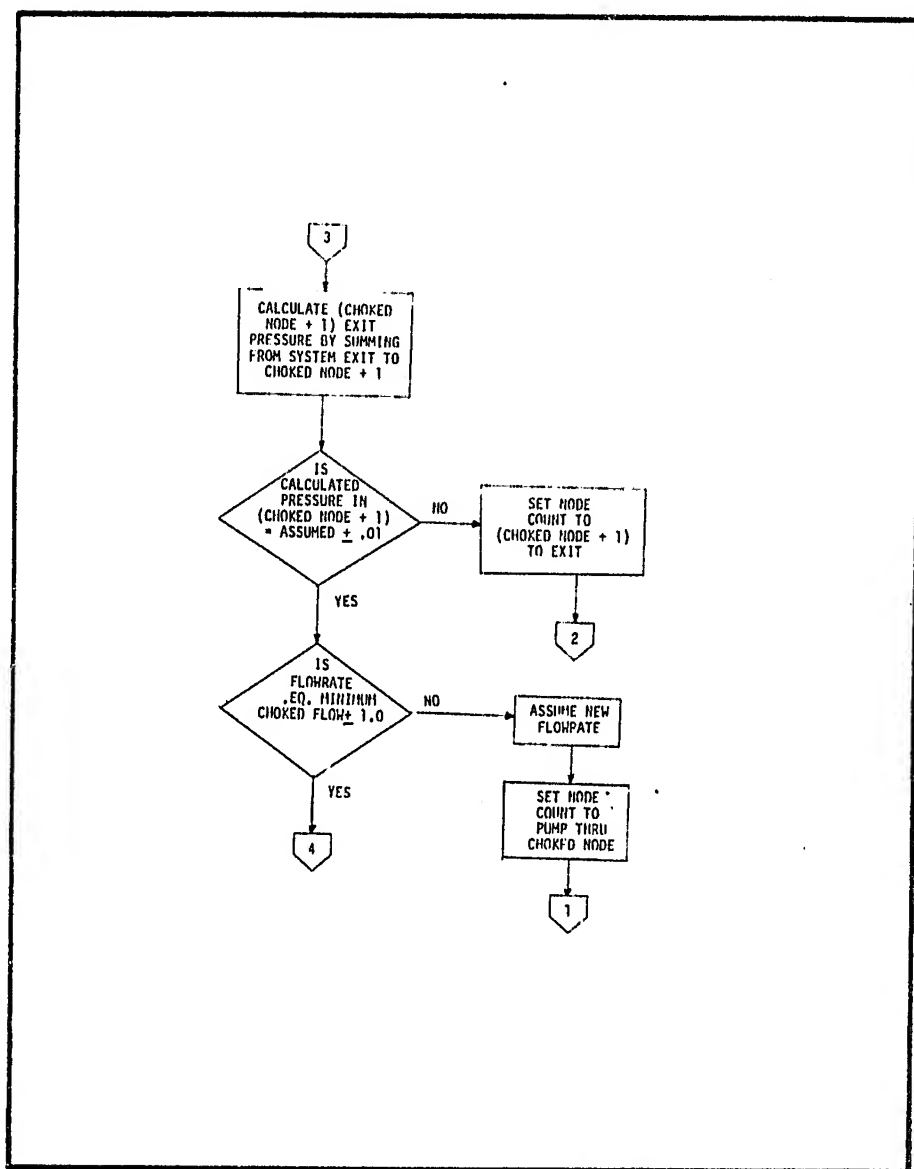 3
CALCULATE (CHOKED
NODE + 1) EXIT
PRESSURE BY SUMMING
FROM SYSTEM EXIT TO
CHOKED NODE + 1
IS
CALCULATED
PRESSURE IN
(CHOKED NODE + 1)
= ASSUMED ± .01
NO
SET NODE
COUNT TO
(CHOKED NODE + 1)
TO EXIT
2
YES
IS
FLOWRATE
.EQ. MINIMUM
CHOKED FLOW± 1.0
NO
ASSUME NEW
FLOWRATE
SET NODE
COUNT TO
PUMP THRU
CHOKED NODE
1
YES
4